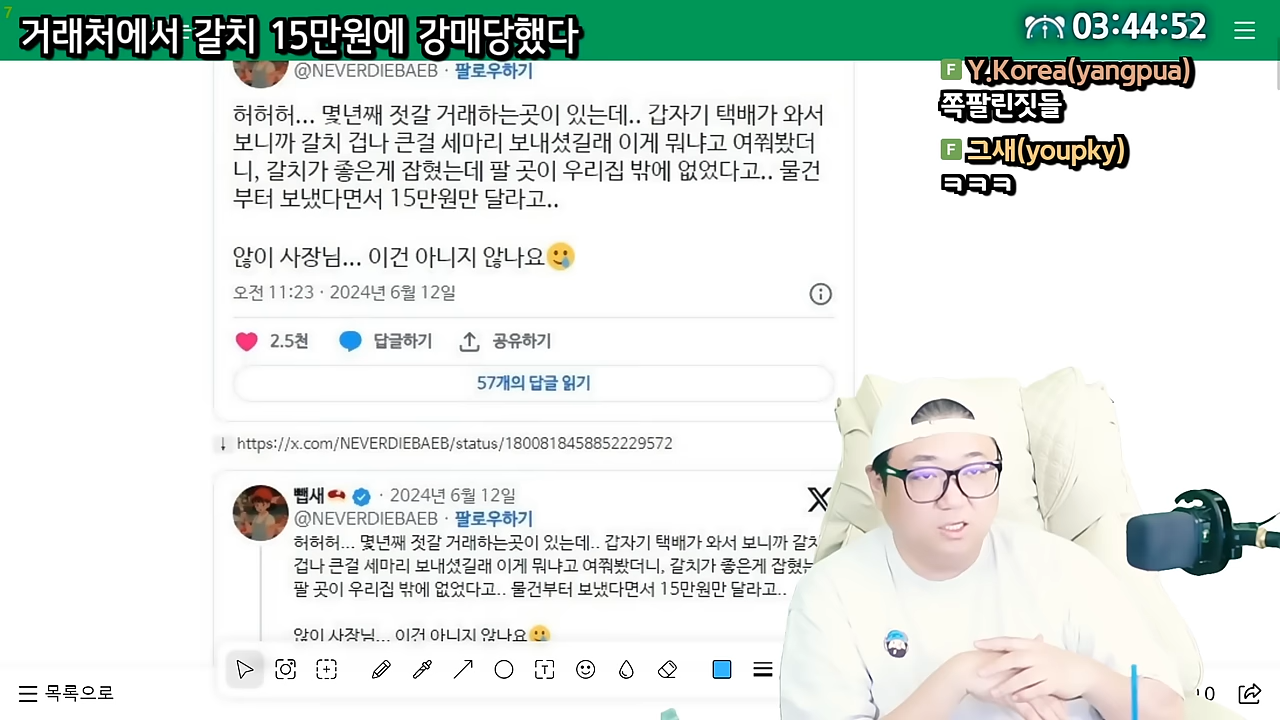 7
거래처에서 갈치 15만원에 강매당했다
03:44:52
@NEVERDIEBAEB · 팔로우하기
허허허... 몇년째 젓갈 거래하는곳이 있는데.. 갑자기 택배가 와서
보니까 갈치 겁나 큰걸 세마리 보내셨길래 이게 뭐냐고 여쭤봤더
니, 갈치가 좋은게 잡혔는데 팔 곳이 우리집 밖에 없었다고.. 물건
부터 보냈다면서 15만원만 달라고..
않이 사장님... 이건 아니지 않나요
오전 11:23 · 2024년 6월 12일
2.5천 답글하기 공유하기
57개의 답글 읽기
↓ https://x.com/NEVERDIEBAEB/status/1800818458852229572
뺍새 · 2024년 6월 12일
@NEVERDIEBAEB · 팔로우하기
허허허... 몇년째 젓갈 거래하는곳이 있는데.. 갑자기 택배가 와서 보니까 갈치
겁나 큰걸 세마리 보내셨길래 이게 뭐냐고 여쭤봤더니, 갈치가 좋은게 잡혔는
팔 곳이 우리집 밖에 없었다고.. 물건부터 보냈다면서 15만원만 달라고..
않이 사장님... 이건 아니지 않나요
F Y.Korea(yangpua)
쪽팔린짓들
F 그새(youpky)
ㅋㅋㅋ
목록으로
0